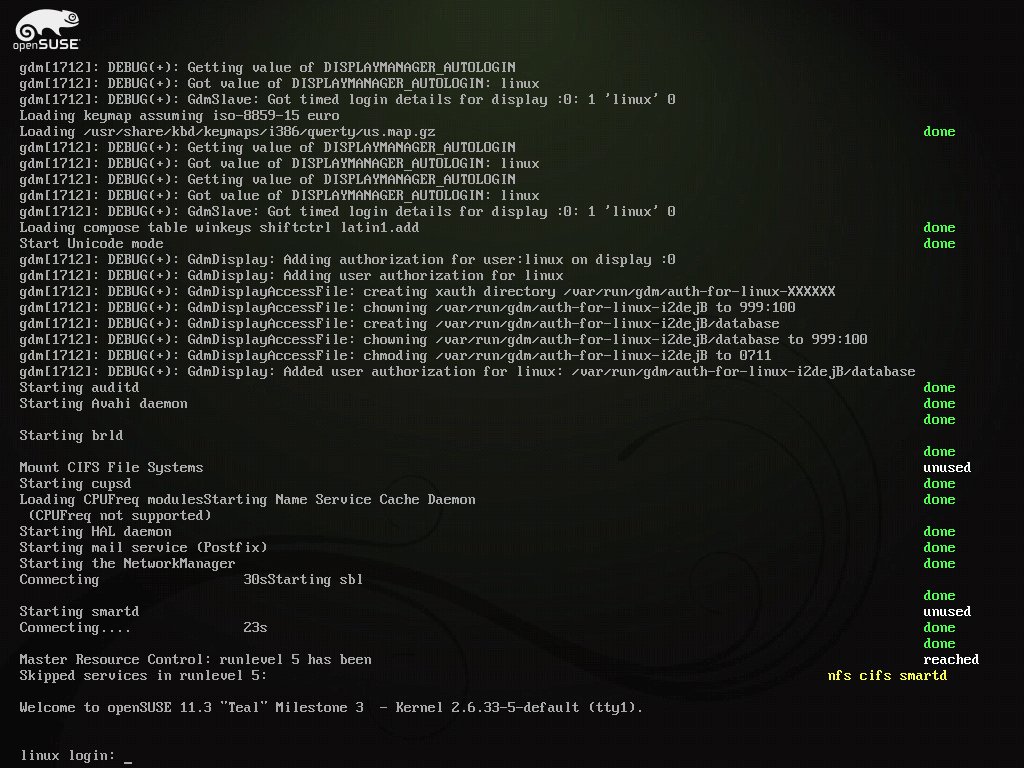 openSUSE
gdm[1712]: DEBUG(+): Getting value of DISPLAYMANAGER_AUTOLOGIN
gdm[1712]: DEBUG(+): Got value of DISPLAYMANAGER_AUTOLOGIN: linux
gdm[1712]: DEBUG(+): GdmSlave: Got timed login details for display :0: 1 'linux' 0
Loading keymap assuming iso-8859-15 euro
Loading /usr/share/kbd/keymaps/i386/qwerty/us.map.gz done
gdm[1712]: DEBUG(+): Getting value of DISPLAYMANAGER_AUTOLOGIN
gdm[1712]: DEBUG(+): Got value of DISPLAYMANAGER_AUTOLOGIN: linux
gdm[1712]: DEBUG(+): Getting value of DISPLAYMANAGER_AUTOLOGIN
gdm[1712]: DEBUG(+): Got value of DISPLAYMANAGER_AUTOLOGIN: linux
gdm[1712]: DEBUG(+): GdmSlave: Got timed login details for display :0: 1 'linux' 0
Loading compose table winkeys shiftctrl latin1.add done
Start Unicode mode done
gdm[1712]: DEBUG(+): GdmDisplay: Adding authorization for user:linux on display :0
gdm[1712]: DEBUG(+): GdmDisplay: Adding user authorization for linux
gdm[1712]: DEBUG(+): GdmDisplayAccessFile: creating xauth directory /var/run/gdm/auth-for-linux-XXXXXX
gdm[1712]: DEBUG(+): GdmDisplayAccessFile: chowning /var/run/gdm/auth-for-linux-i2dejB to 999:100
gdm[1712]: DEBUG(+): GdmDisplayAccessFile: creating /var/run/gdm/auth-for-linux-i2dejB/database
gdm[1712]: DEBUG(+): GdmDisplayAccessFile: chowning /var/run/gdm/auth-for-linux-i2dejB/database to 999:100
gdm[1712]: DEBUG(+): GdmDisplayAccessFile: chmoding /var/run/gdm/auth-for-linux-i2dejB to 0711
gdm[1712]: DEBUG(+): GdmDisplay: Added user authorization for linux: /var/run/gdm/auth-for-linux-i2dejB/database
Starting auditd done
Starting Avahi daemon done
done
Starting brld
done
Mount CIFS File Systems unused
Starting cupsd done
Loading CPUFreq modulesStarting Name Service Cache Daemon done
(CPUFreq not supported)
Starting HAL daemon done
Starting mail service (Postfix) done
Starting the NetworkManager done
Connecting 30sStarting sbl
done
Starting smartd unused
Connecting.... 23s done
done
Master Resource Control: runlevel 5 has been reached
Skipped services in runlevel 5: nfs cifs smartd
Welcome to openSUSE 11.3 "Teal" Milestone 3  - Kernel 2.6.33-5-default (tty1).
linux login: _